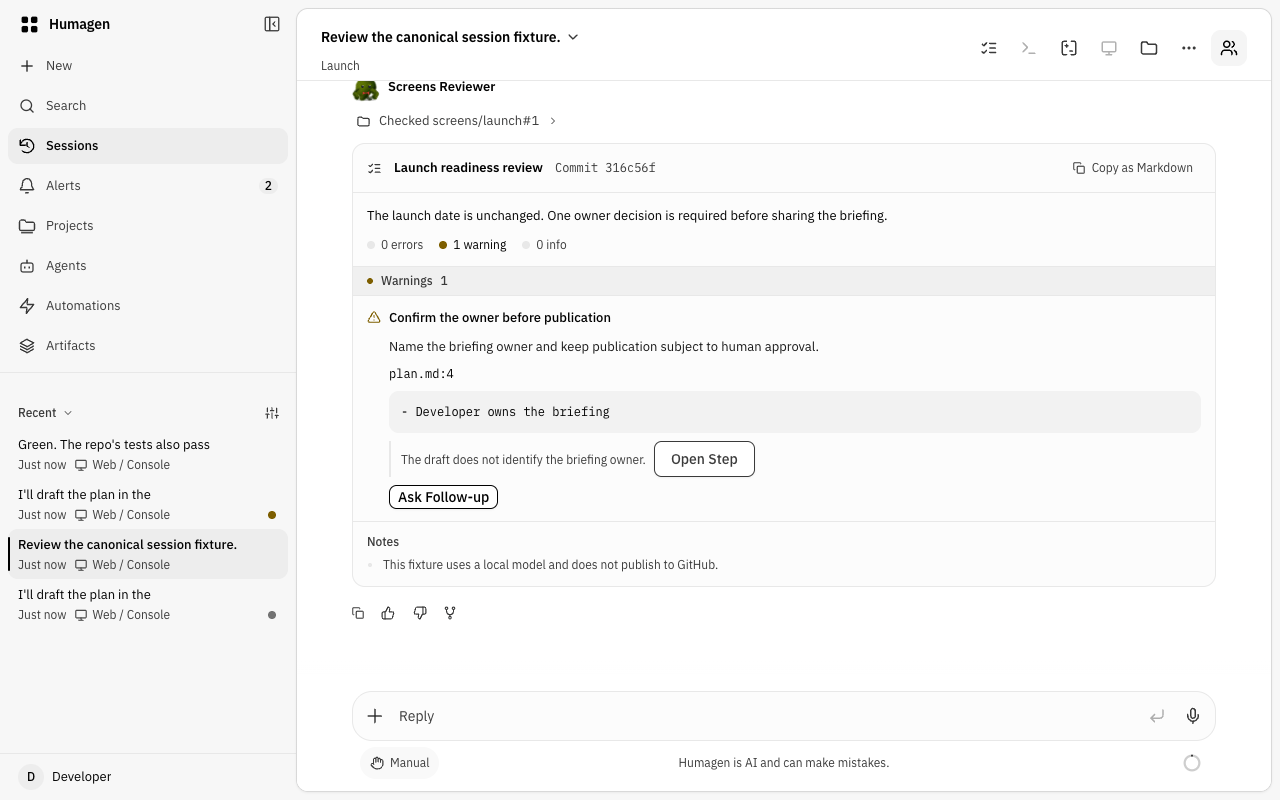 Humagen
New
Search
Sessions
Alerts
2
Projects
Agents
Automations
Artifacts
Recent
Green. The repo's tests also pass
Just now Web / Console
I'll draft the plan in the
Just now Web / Console
Review the canonical session fixture.
Just now Web / Console
I'll draft the plan in the
Just now Web / Console
D Developer
Review the canonical session fixture.
Launch
Screens Reviewer
Checked screens/launch#1
Launch readiness review Commit 316c56f Copy as Markdown
The launch date is unchanged. One owner decision is required before sharing the briefing.
0 errors 1 warning 0 info
Warnings 1
Confirm the owner before publication
Name the briefing owner and keep publication subject to human approval.
plan.md:4
- Developer owns the briefing
The draft does not identify the briefing owner. Open Step
Ask Follow-up
Notes
This fixture uses a local model and does not publish to GitHub.
Reply
Manual
Humagen is AI and can make mistakes.